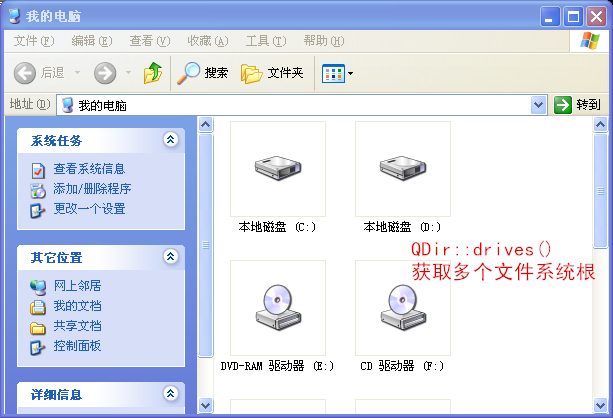 我的电脑
文件(F) 编辑(E) 查看(V) 收藏(A) 工具(T) 帮助(H)
后退 搜索 文件夹
地址(D) 我的电脑 转到
系统任务
查看系统信息
添加/删除程序
更改一个设置
其它位置
网上邻居
我的文档
共享文档
控制面板
详细信息
本地磁盘 (C:) 本地磁盘 (D:)
QDir::drives()
获取多个文件系统根
DVD-RAM 驱动器 (E:) CD 驱动器 (F:)